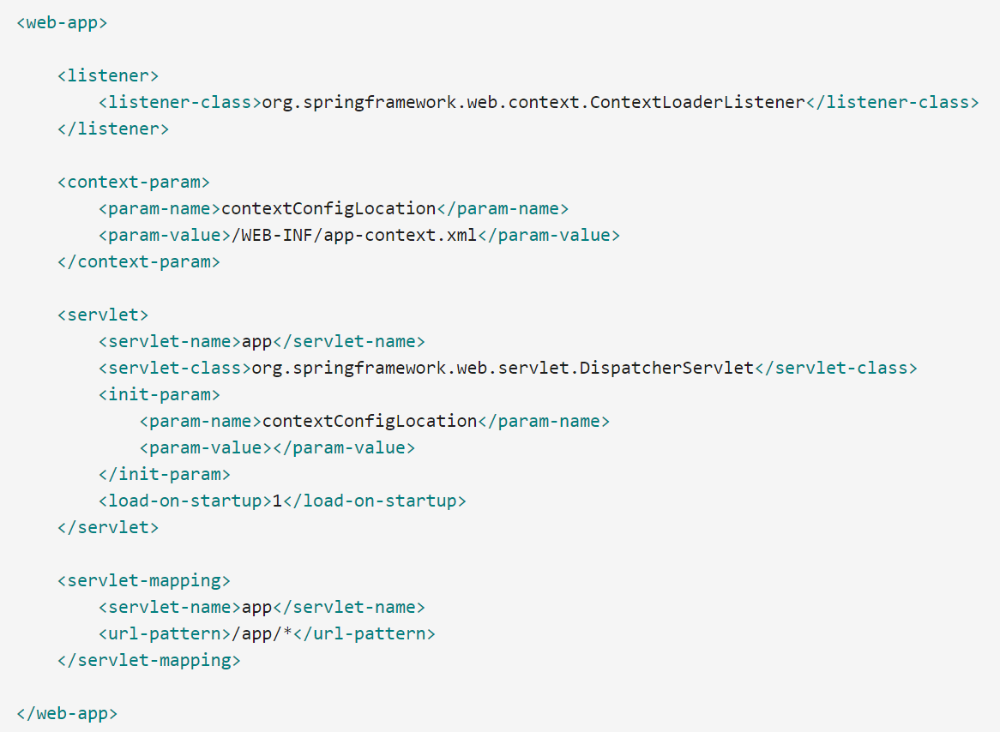 <web-app>
<listener>
<listener-class>org.springframework.web.context.ContextLoaderListener</listener-class>
</listener>
<context-param>
<param-name>contextConfigLocation</param-name>
<param-value>/WEB-INF/app-context.xml</param-value>
</context-param>
<servlet>
<servlet-name>app</servlet-name>
<servlet-class>org.springframework.web.servlet.DispatcherServlet</servlet-class>
<init-param>
<param-name>contextConfigLocation</param-name>
<param-value></param-value>
</init-param>
<load-on-startup>1</load-on-startup>
</servlet>
<servlet-mapping>
<servlet-name>app</servlet-name>
<url-pattern>/app/*</url-pattern>
</servlet-mapping>
</web-app>